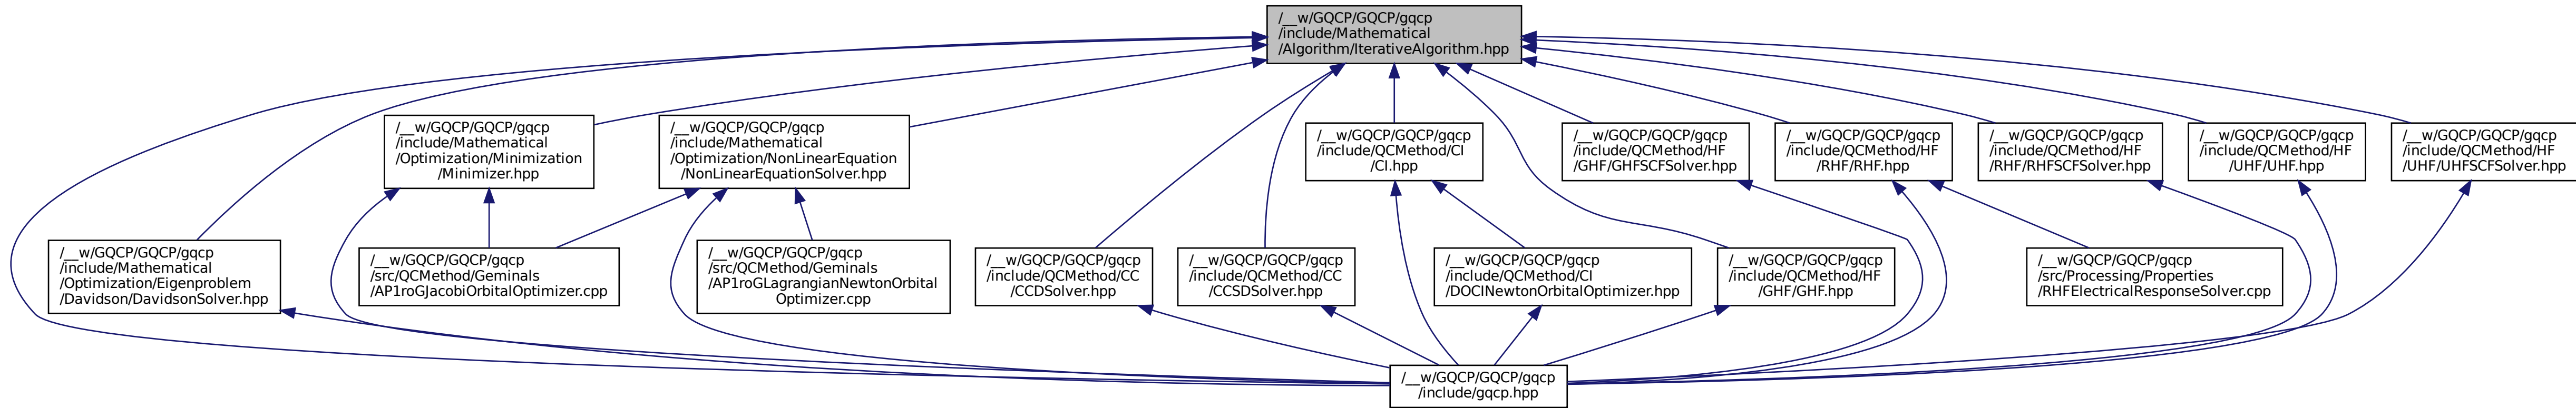 /__w/GQCP/GQCP/gqcp
/include/Mathematical
/Algorithm/IterativeAlgorithm.hpp
/__w/GQCP/GQCP/gqcp
/include/Mathematical
/Optimization/Minimization
/Minimizer.hpp
/__w/GQCP/GQCP/gqcp
/include/Mathematical
/Optimization/NonLinearEquation
/NonLinearEquationSolver.hpp
/__w/GQCP/GQCP/gqcp
/include/QCMethod/CI
/CI.hpp
/__w/GQCP/GQCP/gqcp
/include/QCMethod/HF
/GHF/GHFSCFSolver.hpp
/__w/GQCP/GQCP/gqcp
/include/QCMethod/HF
/RHF/RHF.hpp
/__w/GQCP/GQCP/gqcp
/include/QCMethod/HF
/RHF/RHFSCFSolver.hpp
/__w/GQCP/GQCP/gqcp
/include/QCMethod/HF
/UHF/UHF.hpp
/__w/GQCP/GQCP/gqcp
/include/QCMethod/HF
/UHF/UHFSCFSolver.hpp
/__w/GQCP/GQCP/gqcp
/include/Mathematical
/Optimization/Eigenproblem
/Davidson/DavidsonSolver.hpp
/__w/GQCP/GQCP/gqcp
/src/QCMethod/Geminals
/AP1roGJacobiOrbitalOptimizer.cpp
/__w/GQCP/GQCP/gqcp
/src/QCMethod/Geminals
/AP1roGLagrangianNewtonOrbital
Optimizer.cpp
/__w/GQCP/GQCP/gqcp
/include/QCMethod/CC
/CCDSolver.hpp
/__w/GQCP/GQCP/gqcp
/include/QCMethod/CC
/CCSDSolver.hpp
/__w/GQCP/GQCP/gqcp
/include/QCMethod/CI
/DOCINewtonOrbitalOptimizer.hpp
/__w/GQCP/GQCP/gqcp
/include/QCMethod/HF
/GHF/GHF.hpp
/__w/GQCP/GQCP/gqcp
/src/Processing/Properties
/RHFElectricalResponseSolver.cpp
/__w/GQCP/GQCP/gqcp
/include/gqcp.hpp